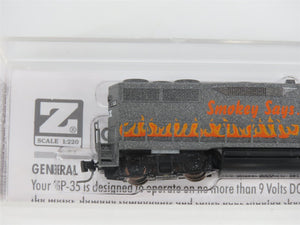 Smokey Says
Z
SCALE 1/220
GENERAL
Your P-35 is designed to operate on no more than 9 Volts DC